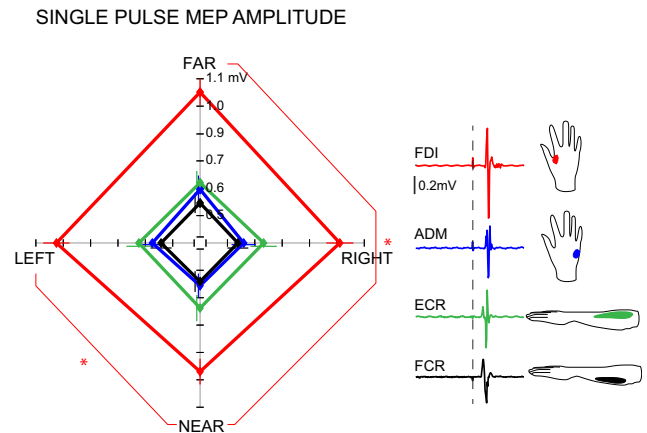 SINGLE PULSE MEP AMPLITUDE
FAR
1.1 mV
1.0
0.9
0.7
0.6
0.5
LEFT
RIGHT
*
*
NEAR
FDI
0.2mV
ADM
ECR
FCR